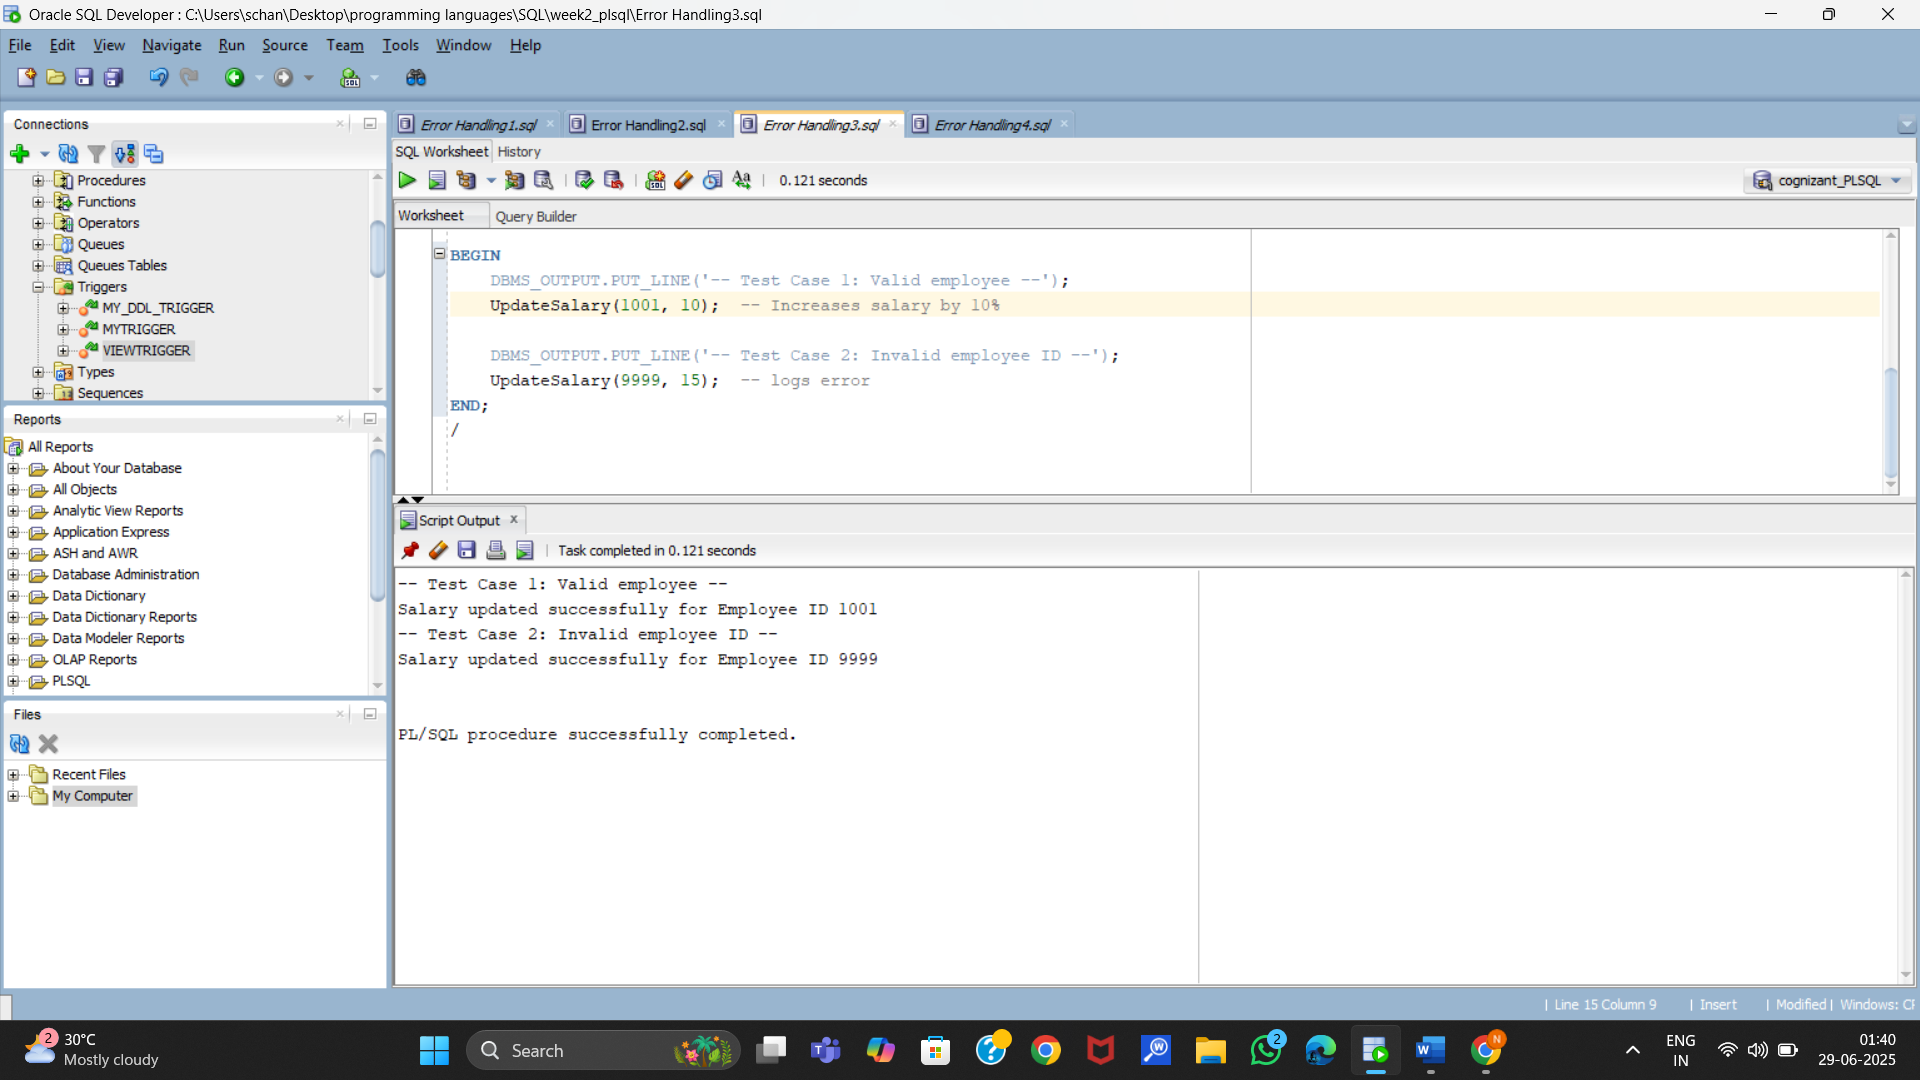 Oracle SQL Developer : C:\Users\schan\Desktop\programming languages\SQL\week2_plsql\Error Handling3.sql
File Edit View Navigate Run Source Team Tools Window Help
Connections
Procedures
Functions
Operators
Queues
Queues Tables
Triggers
MY_DDL_TRIGGER
MYTRIGGER
VIEWTRIGGER
Types
Sequences
Reports
All Reports
About Your Database
All Objects
Analytic View Reports
Application Express
ASH and AWR
Database Administration
Data Dictionary
Data Dictionary Reports
Data Modeler Reports
OLAP Reports
PLSQL
Files
Recent Files
My Computer
Error Handling1.sql Error Handling2.sql Error Handling3.sql Error Handling4.sql
SQL Worksheet History
0.121 seconds
cognizant_PLSQL
Worksheet Query Builder
BEGIN
DBMS_OUTPUT.PUT_LINE('-- Test Case 1: Valid employee --');
UpdateSalary(1001, 10); -- Increases salary by 10%
DBMS_OUTPUT.PUT_LINE('-- Test Case 2: Invalid employee ID --');
UpdateSalary(9999, 15); -- logs error
END;
/
Script Output
Task completed in 0.121 seconds
-- Test Case 1: Valid employee --
Salary updated successfully for Employee ID 1001
-- Test Case 2: Invalid employee ID --
Salary updated successfully for Employee ID 9999
PL/SQL procedure successfully completed.
Line 15 Column 9 | Insert | Modified | Windows: CF
2
30°C
Mostly cloudy
Search
2
N
ENG
IN
01:40
29-06-2025